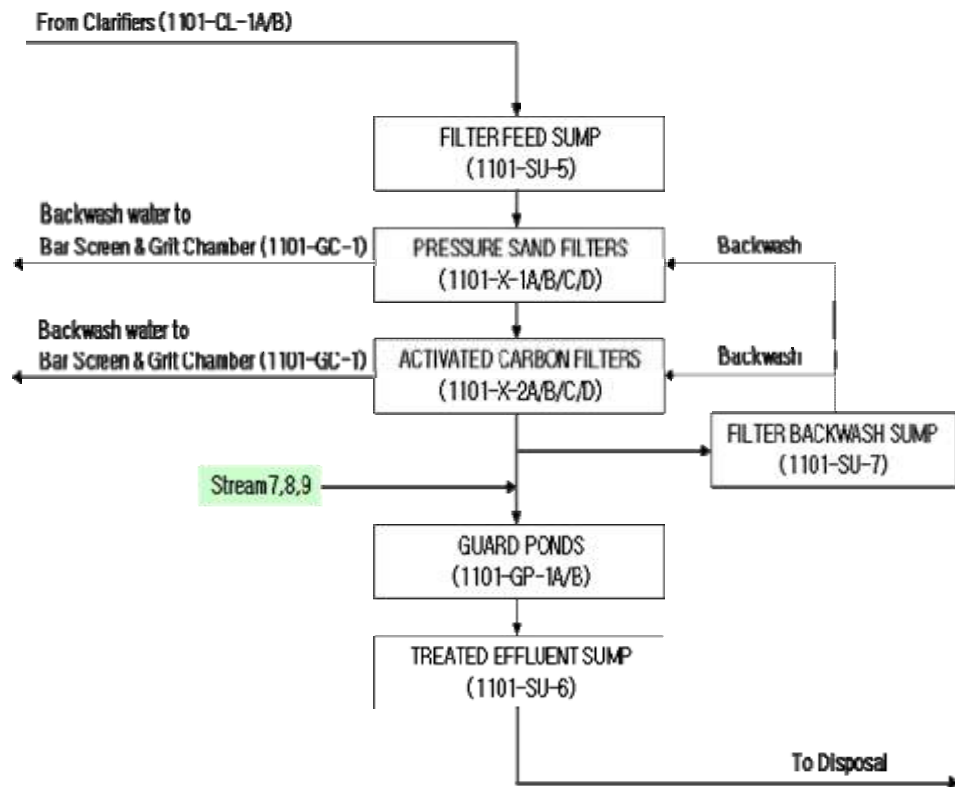 From Clarifiers (1101-CL-1A/B)
FILTER FEED SUMP
(1101-SU-5)
Backwash water to
Bar Screen & Grit Chamber (1101-GC-1)
PRESSURE SAND FILTERS
(1101-X-1A/B/C/D)
Backwash
Backwash water to
Bar Screen & Grit Chamber (1101-GC-1)
ACTIVATED CARBON FILTERS
(1101-X-2A/B/C/D)
Backwash
FILTER BACKWASH SUMP
(1101-SU-7)
Stream 7,8,9
GUARD PONDS
(1101-GP-1A/B)
TREATED EFFLUENT SUMP
(1101-SU-6)
To Disposal